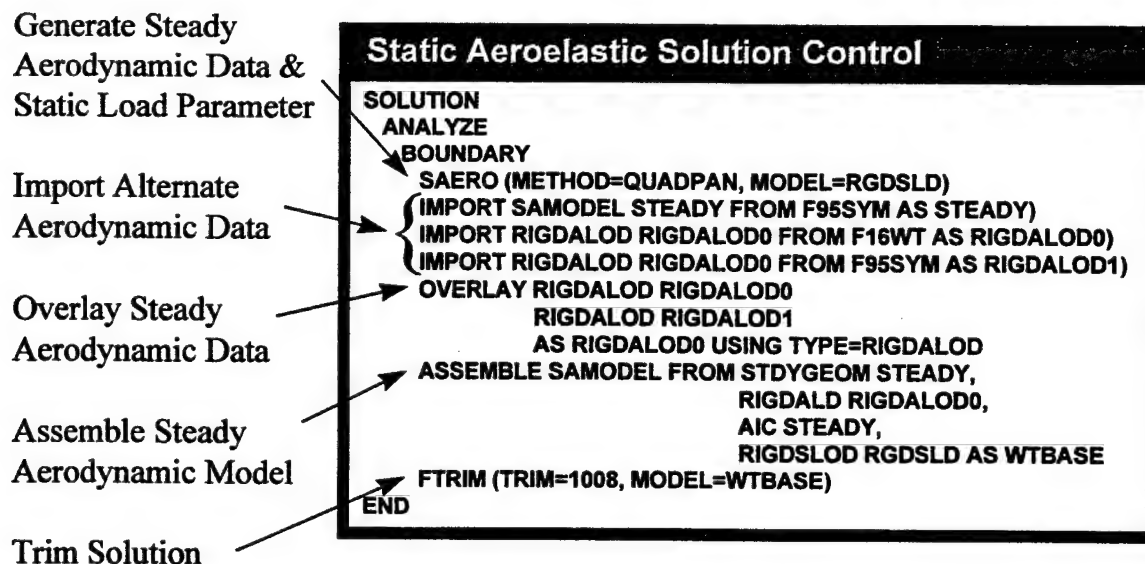 Generate Steady
Aerodynamic Data &
Static Load Parameter
Import Alternate
Aerodynamic Data
Overlay Steady
Aerodynamic Data
Assemble Steady
Aerodynamic Model
Trim Solution
Static Aeroelastic Solution Control
SOLUTION
ANALYZE
BOUNDARY
SAERO (METHOD=QUADPAN, MODEL=RGDSLD)
IMPORT SAMODEL STEADY FROM F95SYM AS STEADY)
IMPORT RIGDALOD RIGDALOD0 FROM F16WT AS RIGDALOD0)
IMPORT RIGDALOD RIGDALOD0 FROM F95SYM AS RIGDALOD1)
OVERLAY RIGDALOD RIGDALOD0
RIGDALOD RIGDALOD1
AS RIGDALOD0 USING TYPE=RIGDALOD
ASSEMBLE SAMODEL FROM STDYGEOM STEADY,
RIGDALD RIGDALOD0,
AIC STEADY,
RIGDSLOD RGDSLD AS WTBASE
FTRIM (TRIM=1008, MODEL=WTBASE)
END